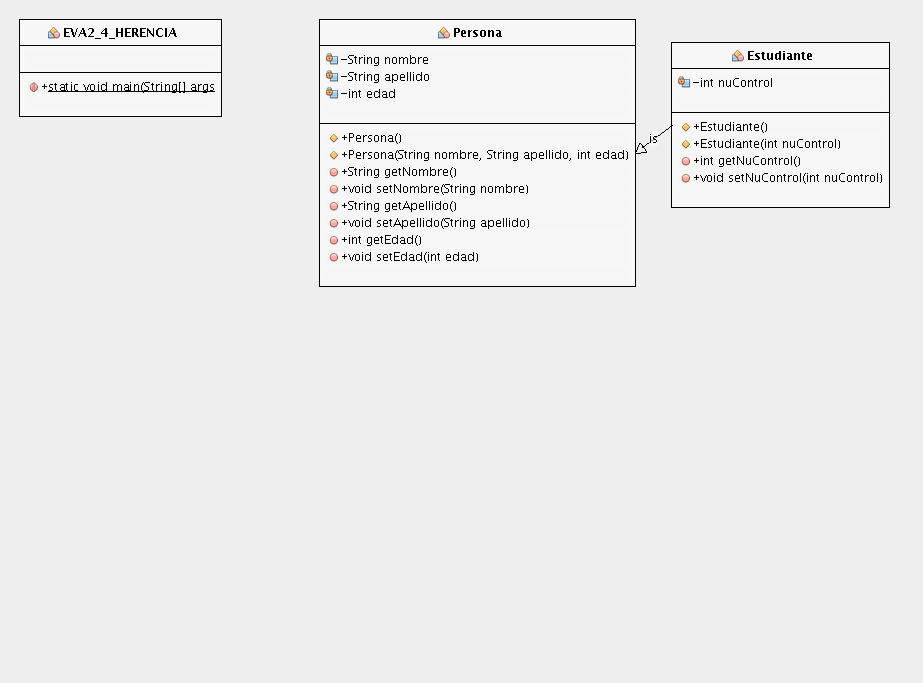 EVA2_4_HERENCIA
+static void main(String[] args
Persona
-String nombre
-String apellido
-int edad
+Persona()
+Persona(String nombre, String apellido, int edad)
+String getNombre()
+void setNombre(String nombre)
+String getApellido()
+void setApellido(String apellido)
+int getEdad()
+void setEdad(int edad)
is
Estudiante
-int nuControl
+Estudiante()
+Estudiante(int nuControl)
+int getNuControl()
+void setNuControl(int nuControl)